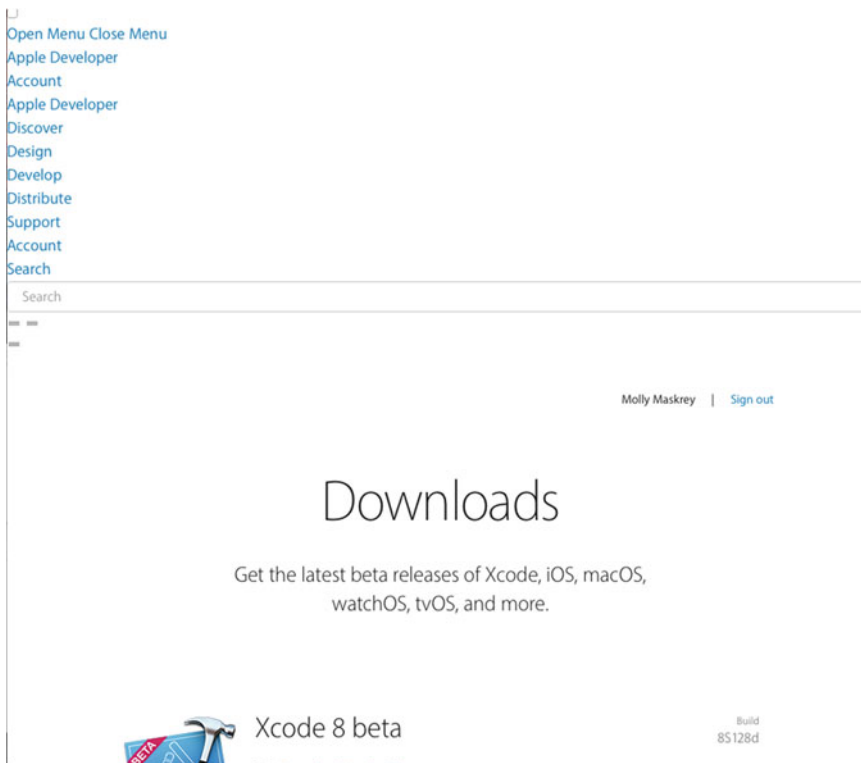 Open Menu Close Menu
Apple Developer
Account
Apple Developer
Discover
Design
Develop
Distribute
Support
Account
Search
Search
Molly Maskrey | Sign out
Downloads
Get the latest beta releases of Xcode, iOS, macOS,
watchOS, tvOS, and more.
Xcode 8 beta
Build
8S128d
BETA